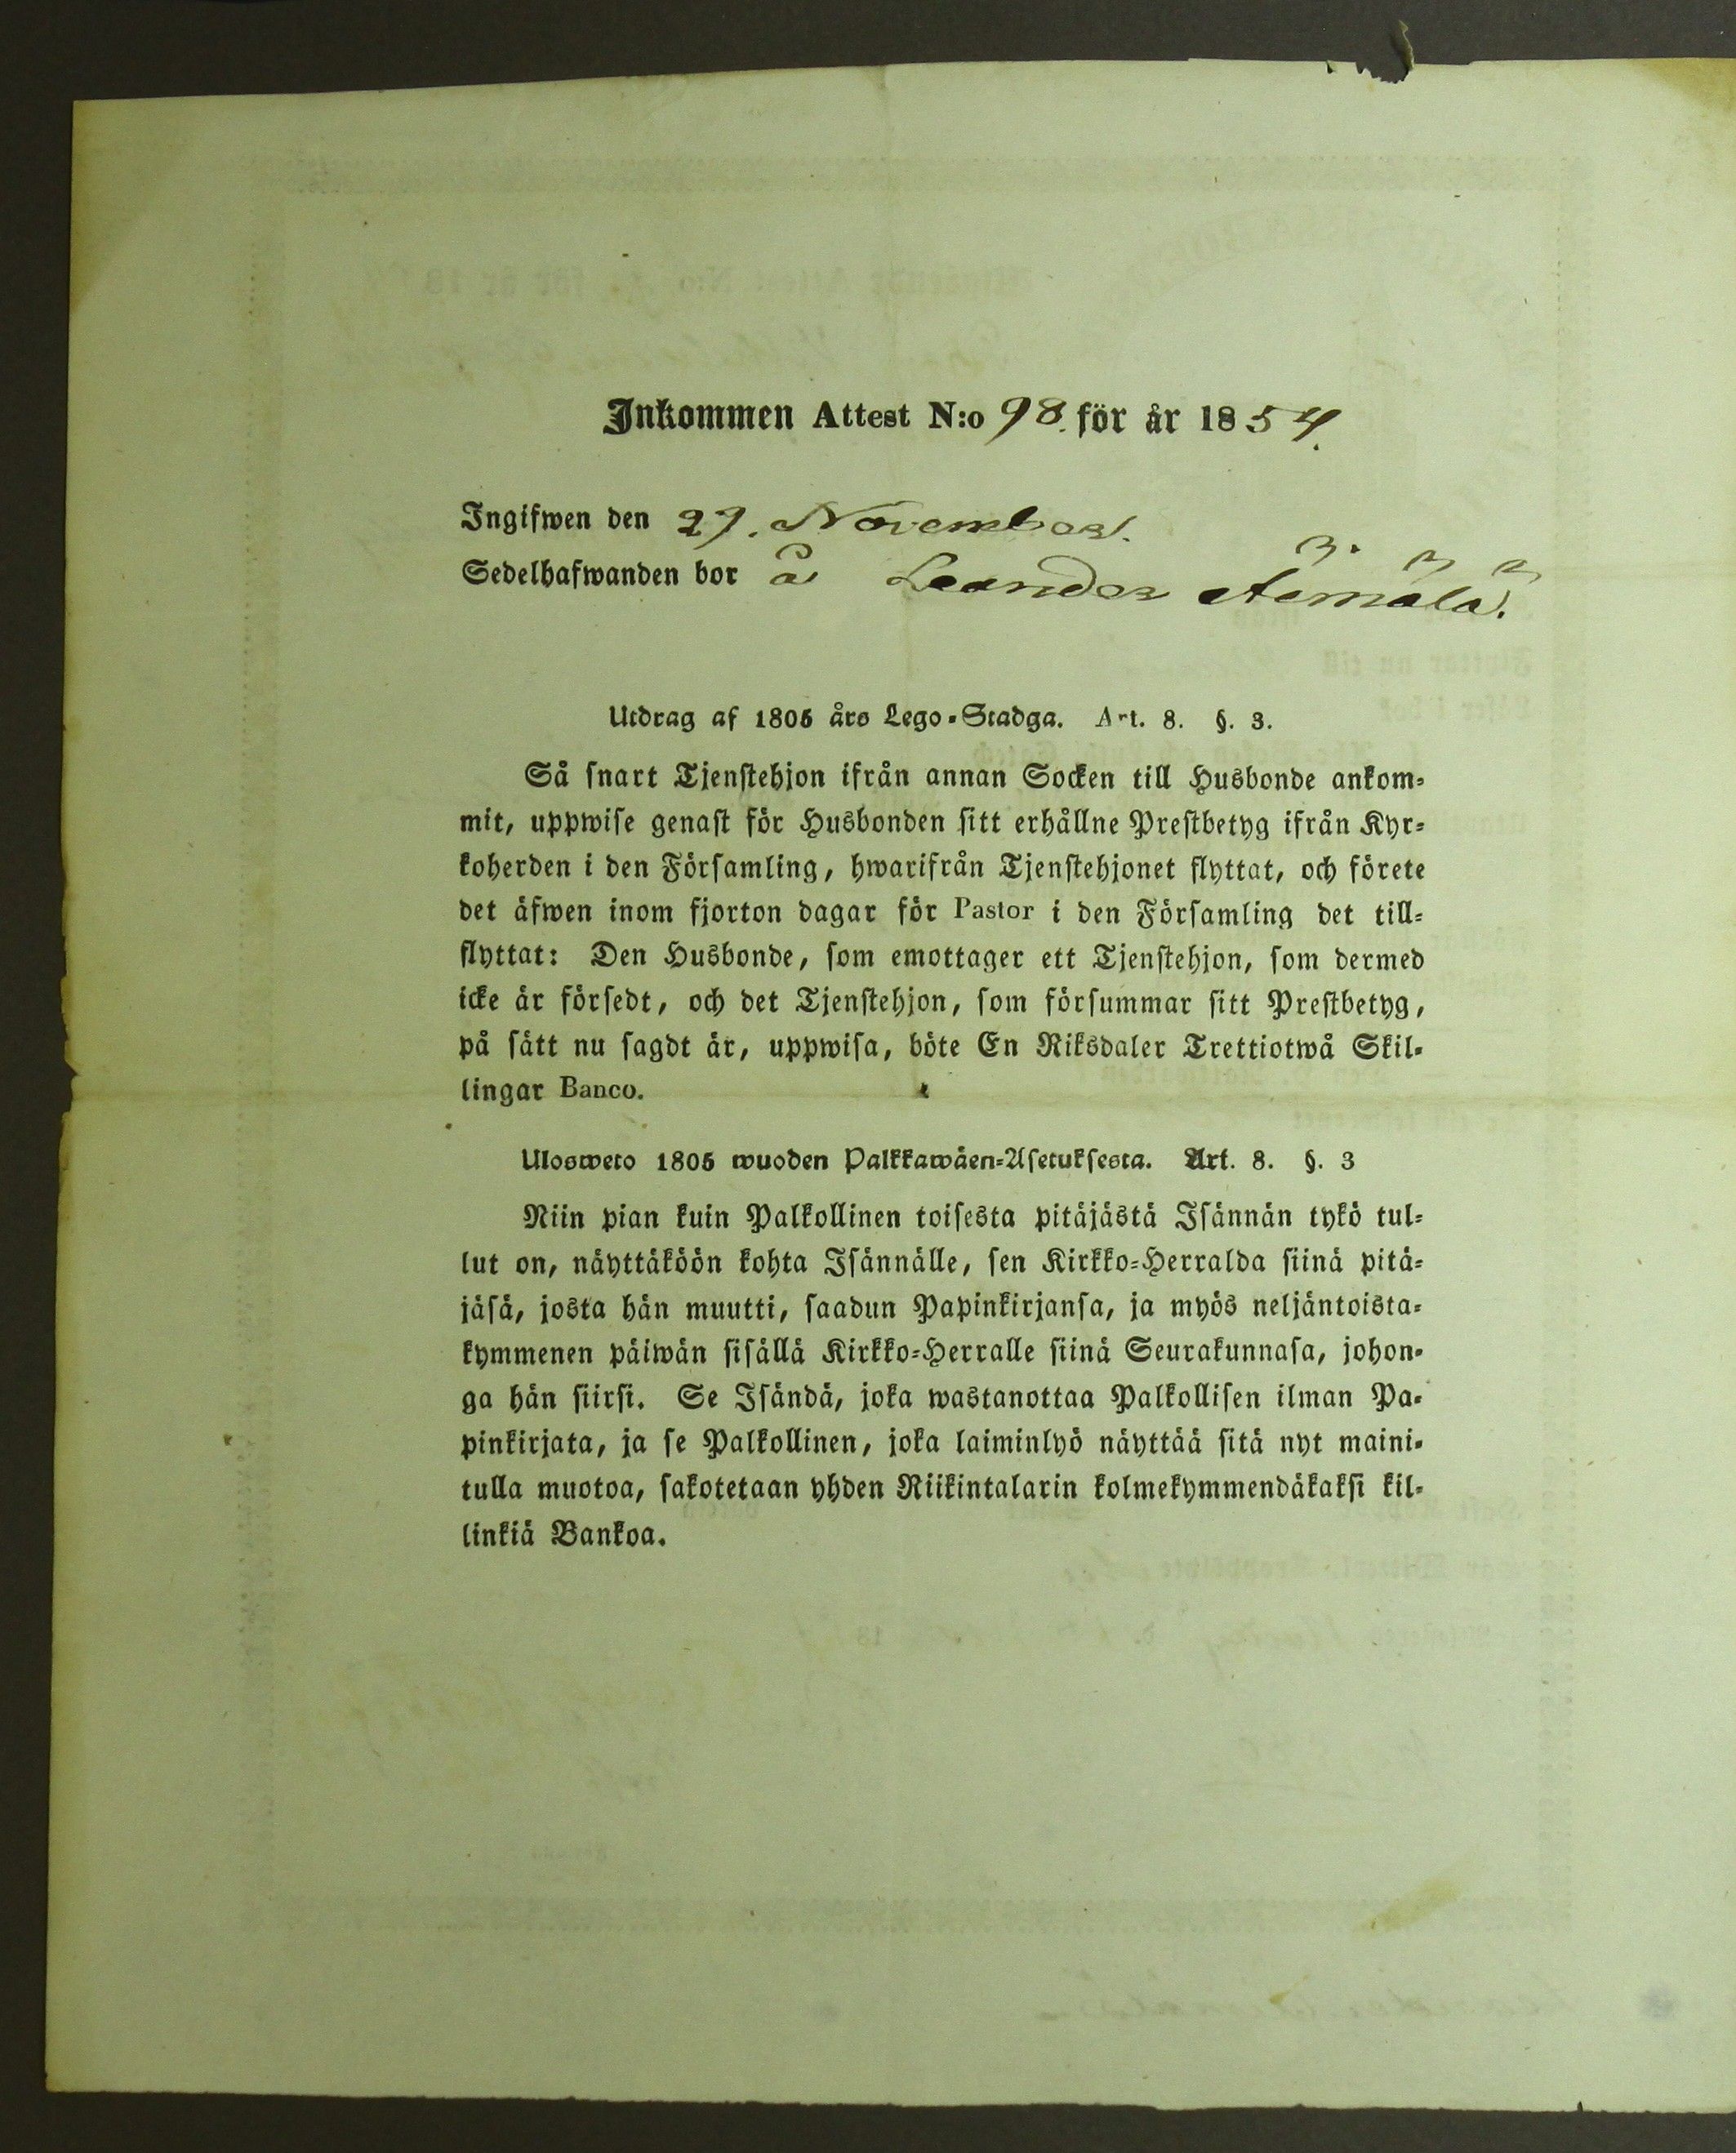 Inkommen Attest N:o 98. för år 1854.
Ingifwen den 29. November.
Sedelhafwanden bor å Leander
Utdrag af 1805 års Lego-Stadga. Art. 8. §. 3.
Så snart Tjenstehjon ifrån annan Socken till Husbonde ankom-
mit, uppwise genast för Husbonden sitt erhållne Prestbetyg ifrån Kyr-
koherden i den Församling, hwarifrån Tjenstehjonet flyttat, och förete
det äfwen inom fjorton dagar för Pastor i den Församling det till-
flyttat: Den Husbonde, som emottager ett Tjenstehjon, som dermed
icke är försedt, och det Tjenstehjon, som försummar sitt Prestbetyg,
på sätt nu sagdt är, uppwisa, böte En Riksdaler Trettiotwå Skil-
lingar Banco.
Ulosweto 1805 wuoden Palkkawäen-Asetuksesta. Art. 8. §. 3
Niin pian kuin Palkollinen toisesta pitäjästä Isännän tykö tul-
lut on, näyttäköön kohta Isännälle, sen Kirkko-Herralda siinä pitä-
jäsä, josta hän muutti, saadun Papinkirjansa, ja myös neljäntoista-
kymmenen päiwän sisällä Kirkko-Herralle siinä Seurakunnasa, johon-
ga hän siirsi. Se Isändä, joka wastanottaa Palkollisen ilman Pa-
pinkirjata, ja se Palkollinen, joka laiminlyö näyttää sitä nyt maini-
tulla muotoa, sakotetaan yhden Riikintalarin kolmekymmendäkaksi kil-
linkiä Bankoa.